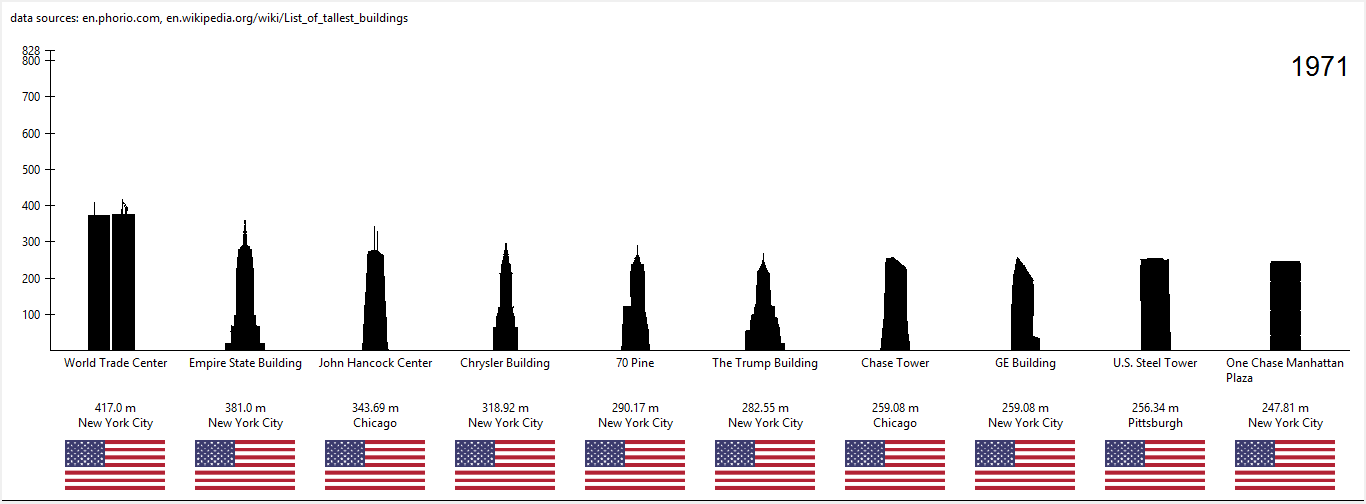 data sources: en.phorio.com, en.wikipedia.org/wiki/List_of_tallest_buildings
1971
828
800
700
600
500
400
300
200
100
World Trade Center
Empire State Building
John Hancock Center
Chrysler Building
70 Pine
The Trump Building
Chase Tower
GE Building
U.S. Steel Tower
One Chase Manhattan
Plaza
417.0 m
New York City
381.0 m
New York City
343.69 m
Chicago
318.92 m
New York City
290.17 m
New York City
282.55 m
New York City
259.08 m
Chicago
259.08 m
New York City
256.34 m
Pittsburgh
247.81 m
New York City